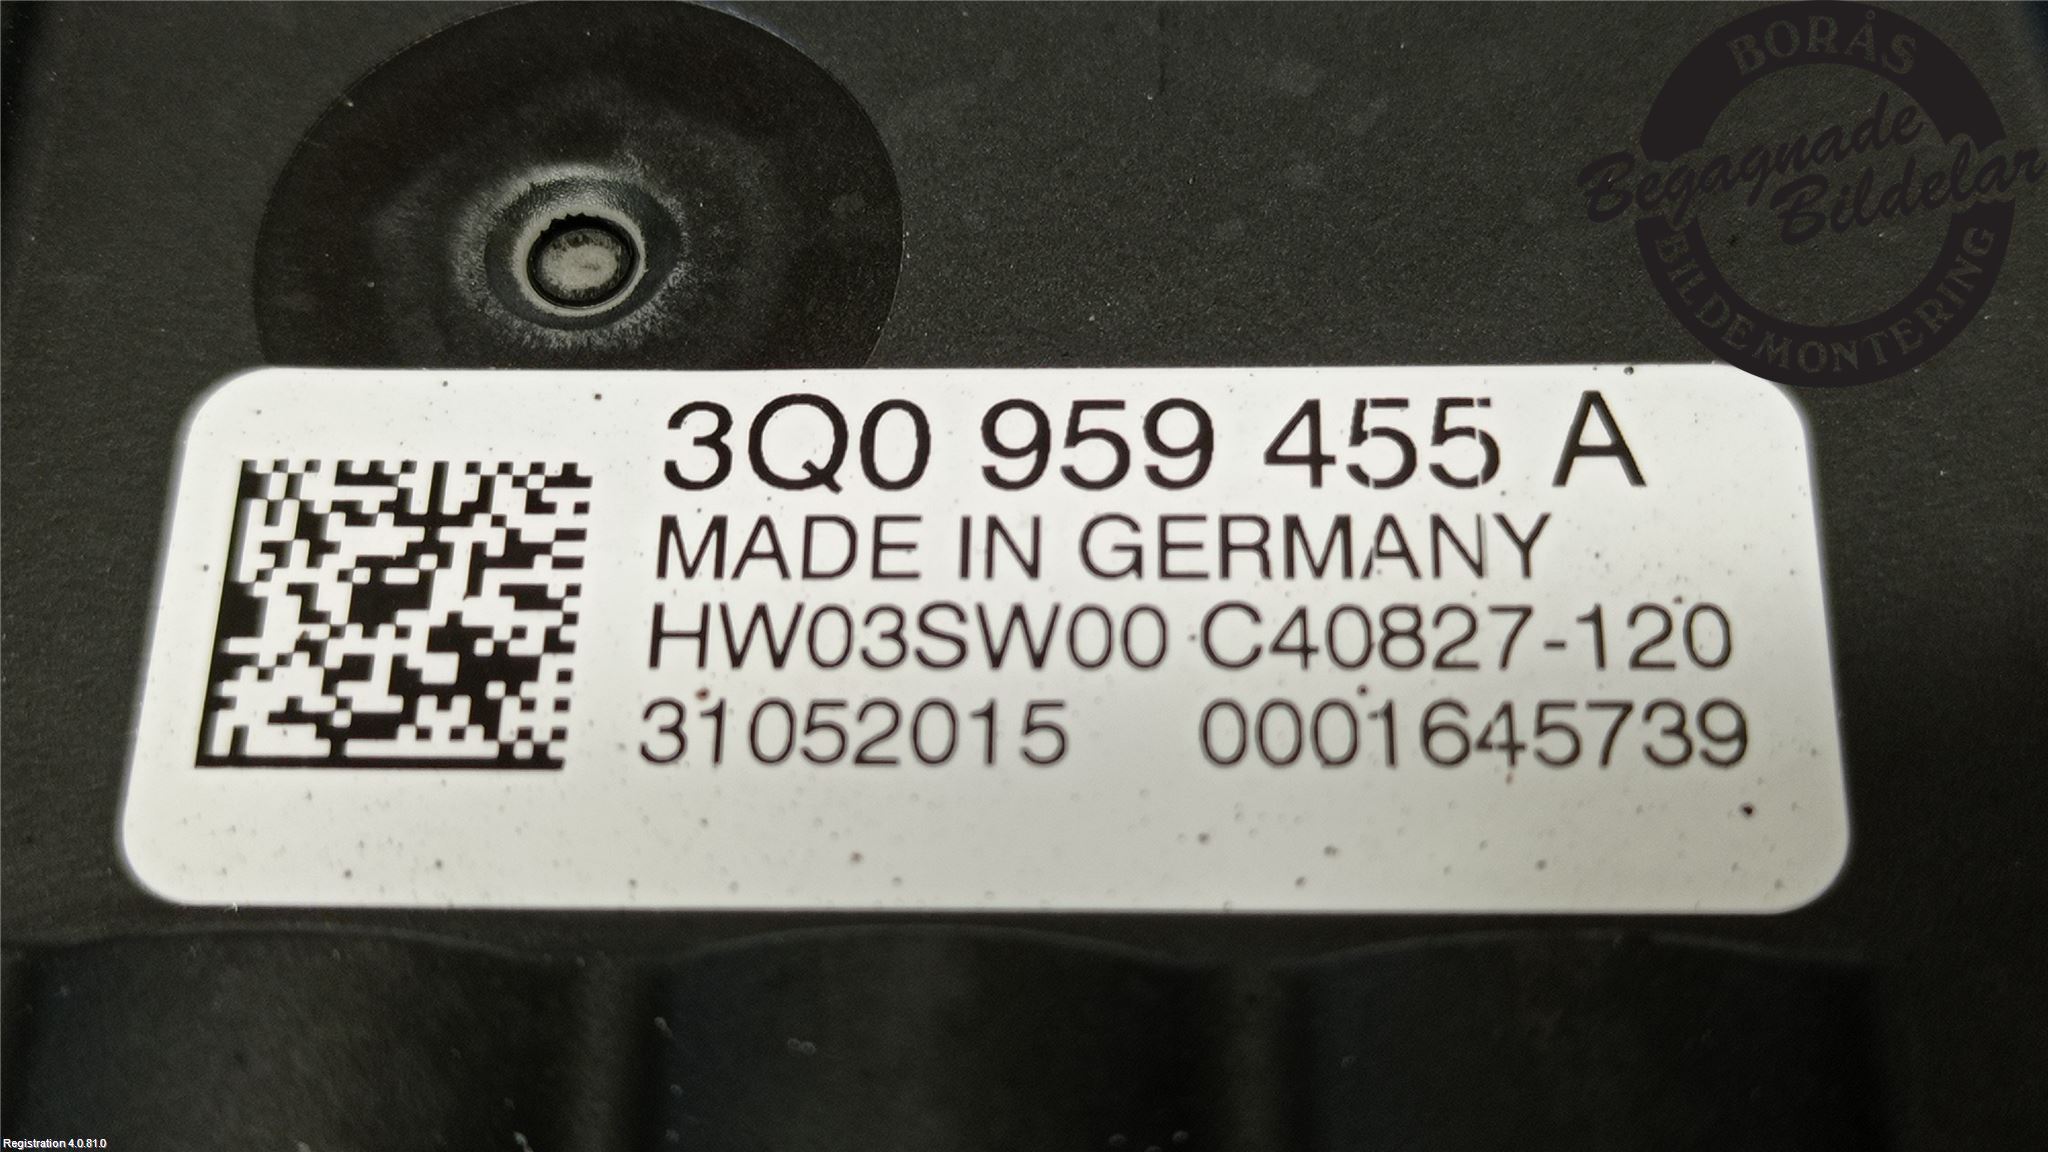 BORÅS
Begagnade
Bildelar
BILDEMONTERING
3Q0 959 455 A
MADE IN GERMANY
HW03SW00 C40827-120
31052015 0001645739
Registration 4.0.81.0